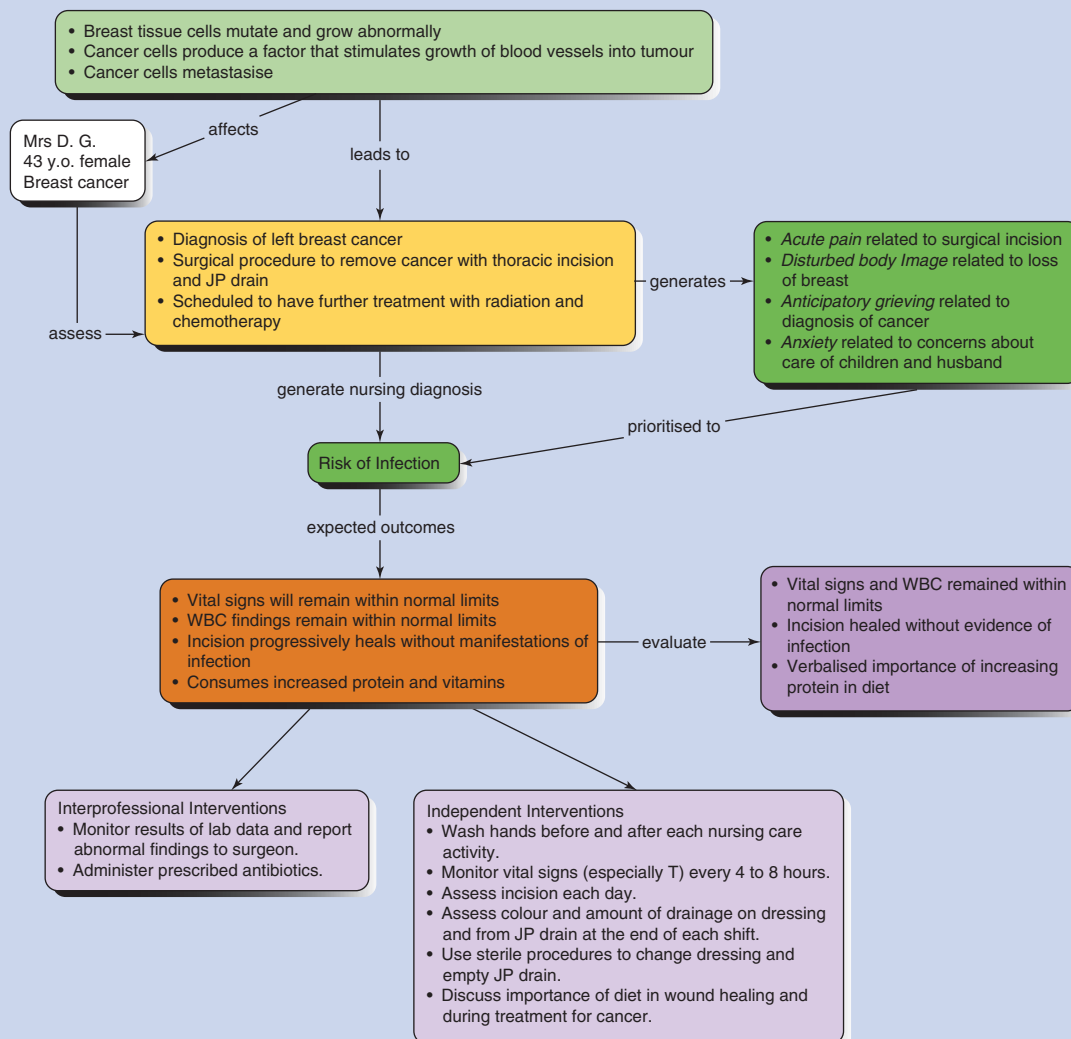 • Breast tissue cells mutate and grow abnormally
• Cancer cells produce a factor that stimulates growth of blood vessels into tumour
• Cancer cells metastasise
affects
Mrs D. G.
43 y.o. female
Breast cancer
leads to
• Diagnosis of left breast cancer
• Surgical procedure to remove cancer with thoracic incision
and JP drain
• Scheduled to have further treatment with radiation and
chemotherapy
generates
• Acute pain related to surgical incision
• Disturbed body Image related to loss
of breast
• Anticipatory grieving related to
diagnosis of cancer
• Anxiety related to concerns about
care of children and husband
assess
generate nursing diagnosis
prioritised to
Risk of Infection
expected outcomes
• Vital signs will remain within normal limits
• WBC findings remain within normal limits
• Incision progressively heals without manifestations of
infection
• Consumes increased protein and vitamins
evaluate
• Vital signs and WBC remained within
normal limits
• Incision healed without evidence of
infection
• Verbalised importance of increasing
protein in diet
Interprofessional Interventions
• Monitor results of lab data and report
abnormal findings to surgeon.
• Administer prescribed antibiotics.
Independent Interventions
• Wash hands before and after each nursing care
activity.
• Monitor vital signs (especially T) every 4 to 8 hours.
• Assess incision each day.
• Assess colour and amount of drainage on dressing
and from JP drain at the end of each shift.
• Use sterile procedures to change dressing and
empty JP drain.
• Discuss importance of diet in wound healing and
during treatment for cancer.